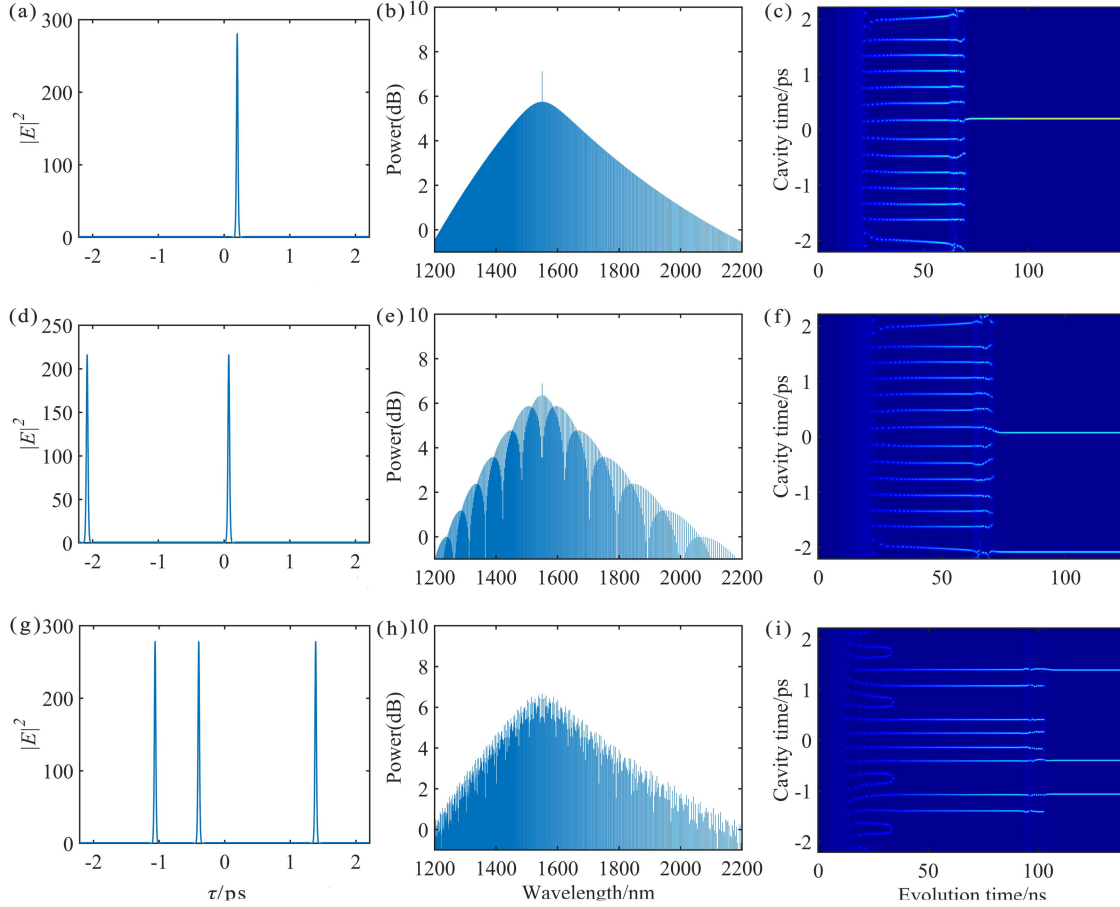 (a)
300
200
100
0
|E|²
-2 -1 0 1 2
(b)
10
8
6
4
2
0
Power(dB)
1200 1400 1600 1800 2000 2200
(c)
2
1
0
-1
-2
Cavity time/ps
0 50 100
(d)
250
200
150
100
50
0
|E|²
-2 -1 0 1 2
(e)
10
8
6
4
2
0
Power(dB)
1200 1400 1600 1800 2000 2200
(f)
2
1
0
-1
-2
Cavity time/ps
0 50 100
(g)
300
200
100
0
|E|²
-2 -1 0 1 2
τ/ps
(h)
10
8
6
4
2
0
Power(dB)
1200 1400 1600 1800 2000 2200
Wavelength/nm
(i)
2
1
0
-1
-2
Cavity time/ps
0 50 100
Evolution time/ns